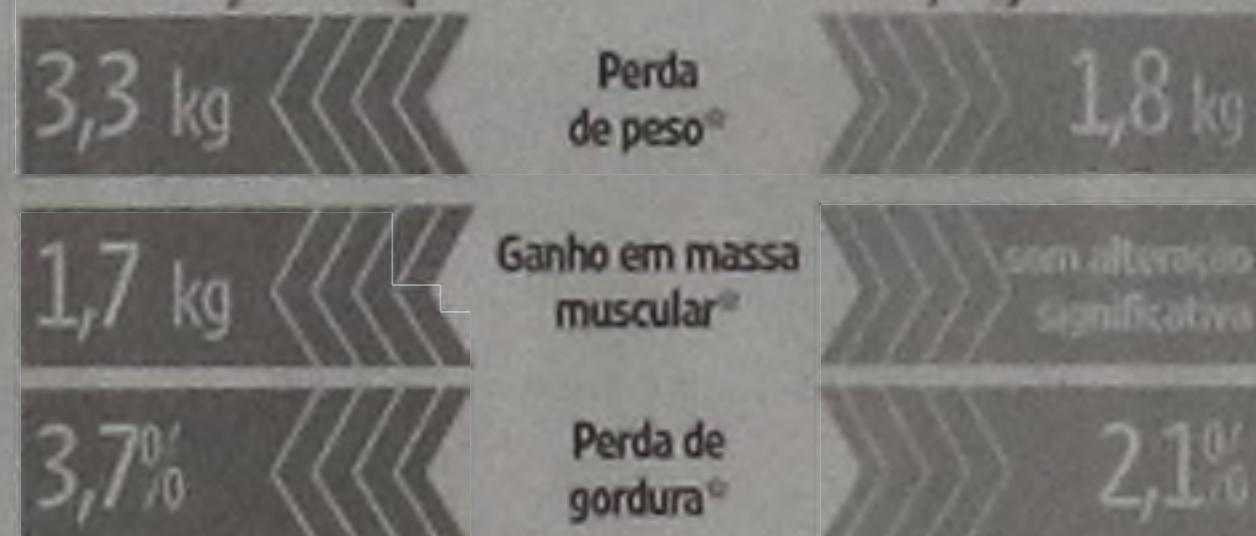 3,3 kg
Perda
de peso*
1,8 kg
1,7 kg
Ganho em massa
muscular*
sem alteração
significativa
3,7%
Perda de
gordura*
2,1%